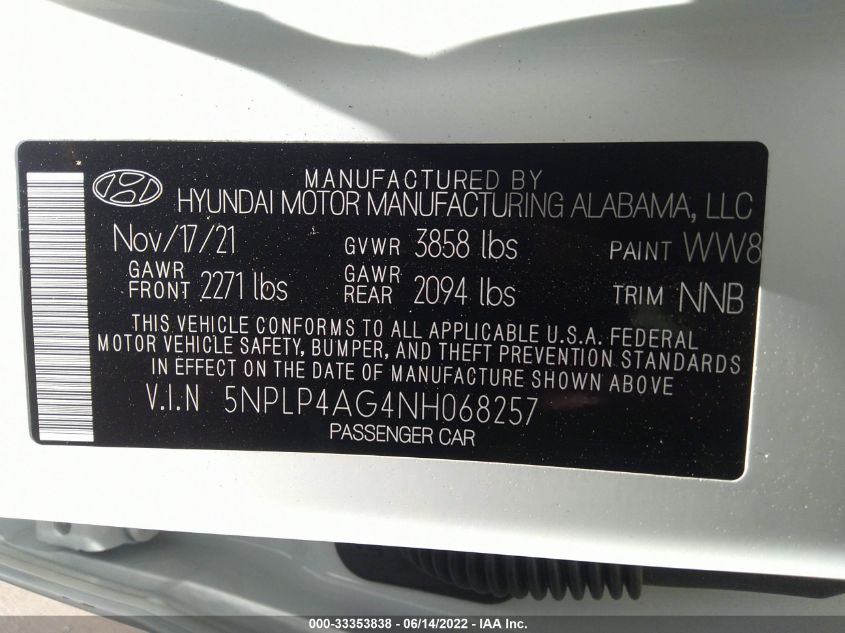 MANUFACTURED BY
HYUNDAI MOTOR MANUFACTURING ALABAMA, LLC
Nov/17/21 GVWR 3858 lbs PAINT WW8
GAWR FRONT 2271 lbs GAWR REAR 2094 lbs TRIM NNB
THIS VEHICLE CONFORMS TO ALL APPLICABLE U.S.A. FEDERAL
MOTOR VEHICLE SAFETY, BUMPER, AND THEFT PREVENTION STANDARDS
IN EFFECT ON THE DATE OF MANUFACTURE SHOWN ABOVE
V.I.N 5NPLP4AG4NH068257
PASSENGER CAR
000-33353838 - 06/14/2022 - IAA Inc.